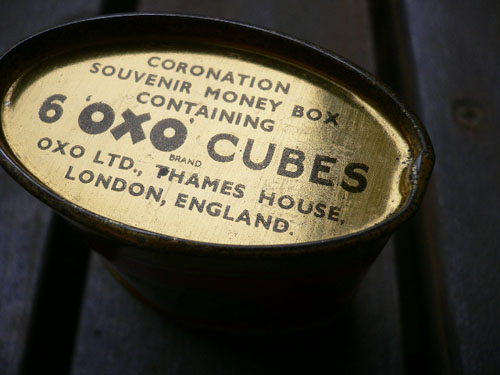 CORONATION
SOUVENIR MONEY BOX
CONTAINING
6 'OXO' CUBES
BRAND
OXO LTD., THAMES HOUSE,
LONDON, ENGLAND.